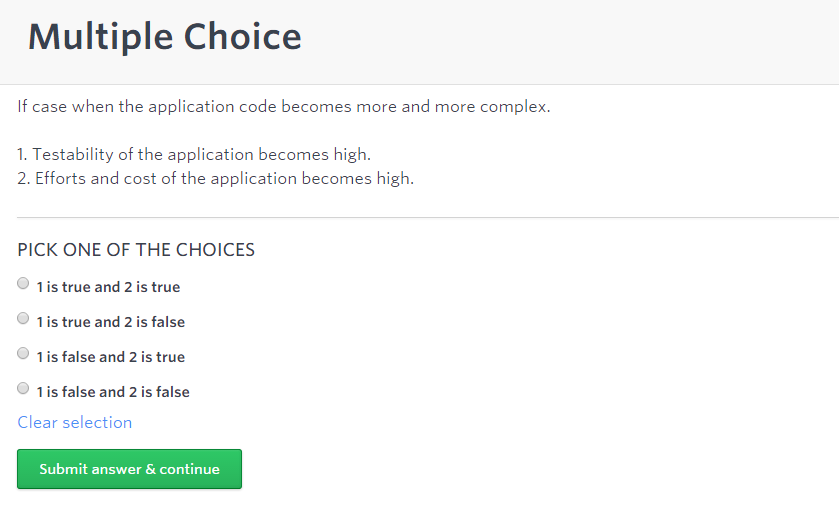 Multiple Choice
If case when the application code becomes more and more complex.
1. Testability of the application becomes high.
2. Efforts and cost of the application becomes high.
PICK ONE OF THE CHOICES
1 is true and 2 is true
1 is true and 2 is false
1 is false and 2 is true
1 is false and 2 is false
Clear selection
Submit answer & continue